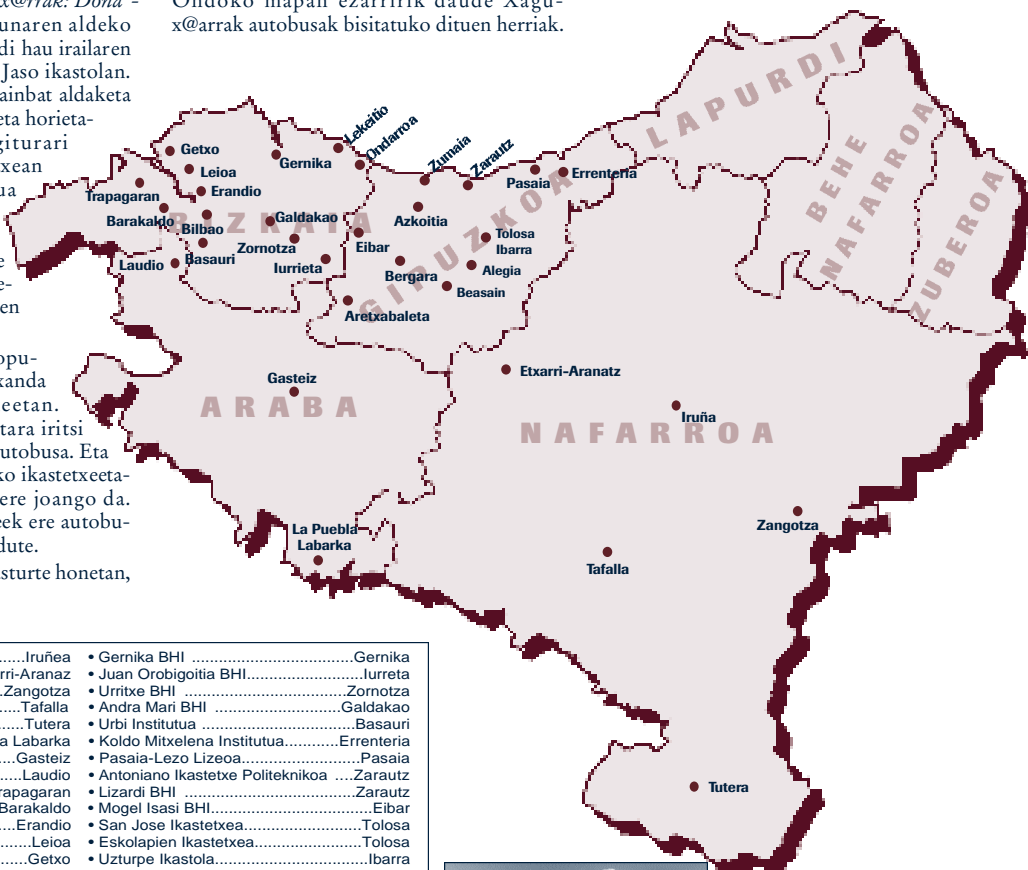 x@rrak: Dona-
unaren aldeko
di hau irailaren
Jaso ikastolan.
ainbat aldaketa
eta horieta-
giturari
xean
ua
e
e-
en
opu-
xanda
eetan.
tara iritsi
utobusa. Eta
ko ikastetxeeta-
ere joango da.
eek ere autobu-
dute.
asturte honetan,
Ondoko mapan ezarririk daude Xagu-
x@arrak autobusak bisitatuko dituen herriak.
LAPURDI
BEHE
NAFARROA
ZUBEROA
BIZKAIA
GIPUZKOA
ARABA
NAFARROA
Getxo
Leioa
Erandio
Trapagaran
Barakaldo
Bilbao
Basauri
Laudio
Gernika
Galdakao
Zornotza
Iurrieta
Lekeitio
Ondarroa
Zumaia
Zarautz
Pasaia
Errenteria
Azkoitia
Eibar
Bergara
Tolosa
Ibarra
Alegia
Beasain
Aretxabaleta
Gasteiz
Etxarri-Aranatz
Iruña
La Puebla
Labarka
Zangotza
Tafalla
Tutera
.....Iruñea
rri-Aranaz
.Zangotza
....Tafalla
.....Tutera
a Labarka
.....Gasteiz
.....Laudio
rapagaran
Barakaldo
....Erandio
.....Leioa
.....Getxo
• Gernika BHI ....................................Gernika
• Juan Orobigoitia BHI..........................Iurreta
• Urritxe BHI ....................................Zornotza
• Andra Mari BHI ............................Galdakao
• Urbi Institutua ..................................Basauri
• Koldo Mitxelena Institutua............Errenteria
• Pasaia-Lezo Lizeoa..........................Pasaia
• Antoniano Ikastetxe Politeknikoa ....Zarautz
• Lizardi BHI ......................................Zarautz
• Mogel Isasi BHI....................................Eibar
• San Jose Ikastetxea..........................Tolosa
• Eskolapien Ikastetxea........................Tolosa
• Uzturpe Ikastola..................................Ibarra